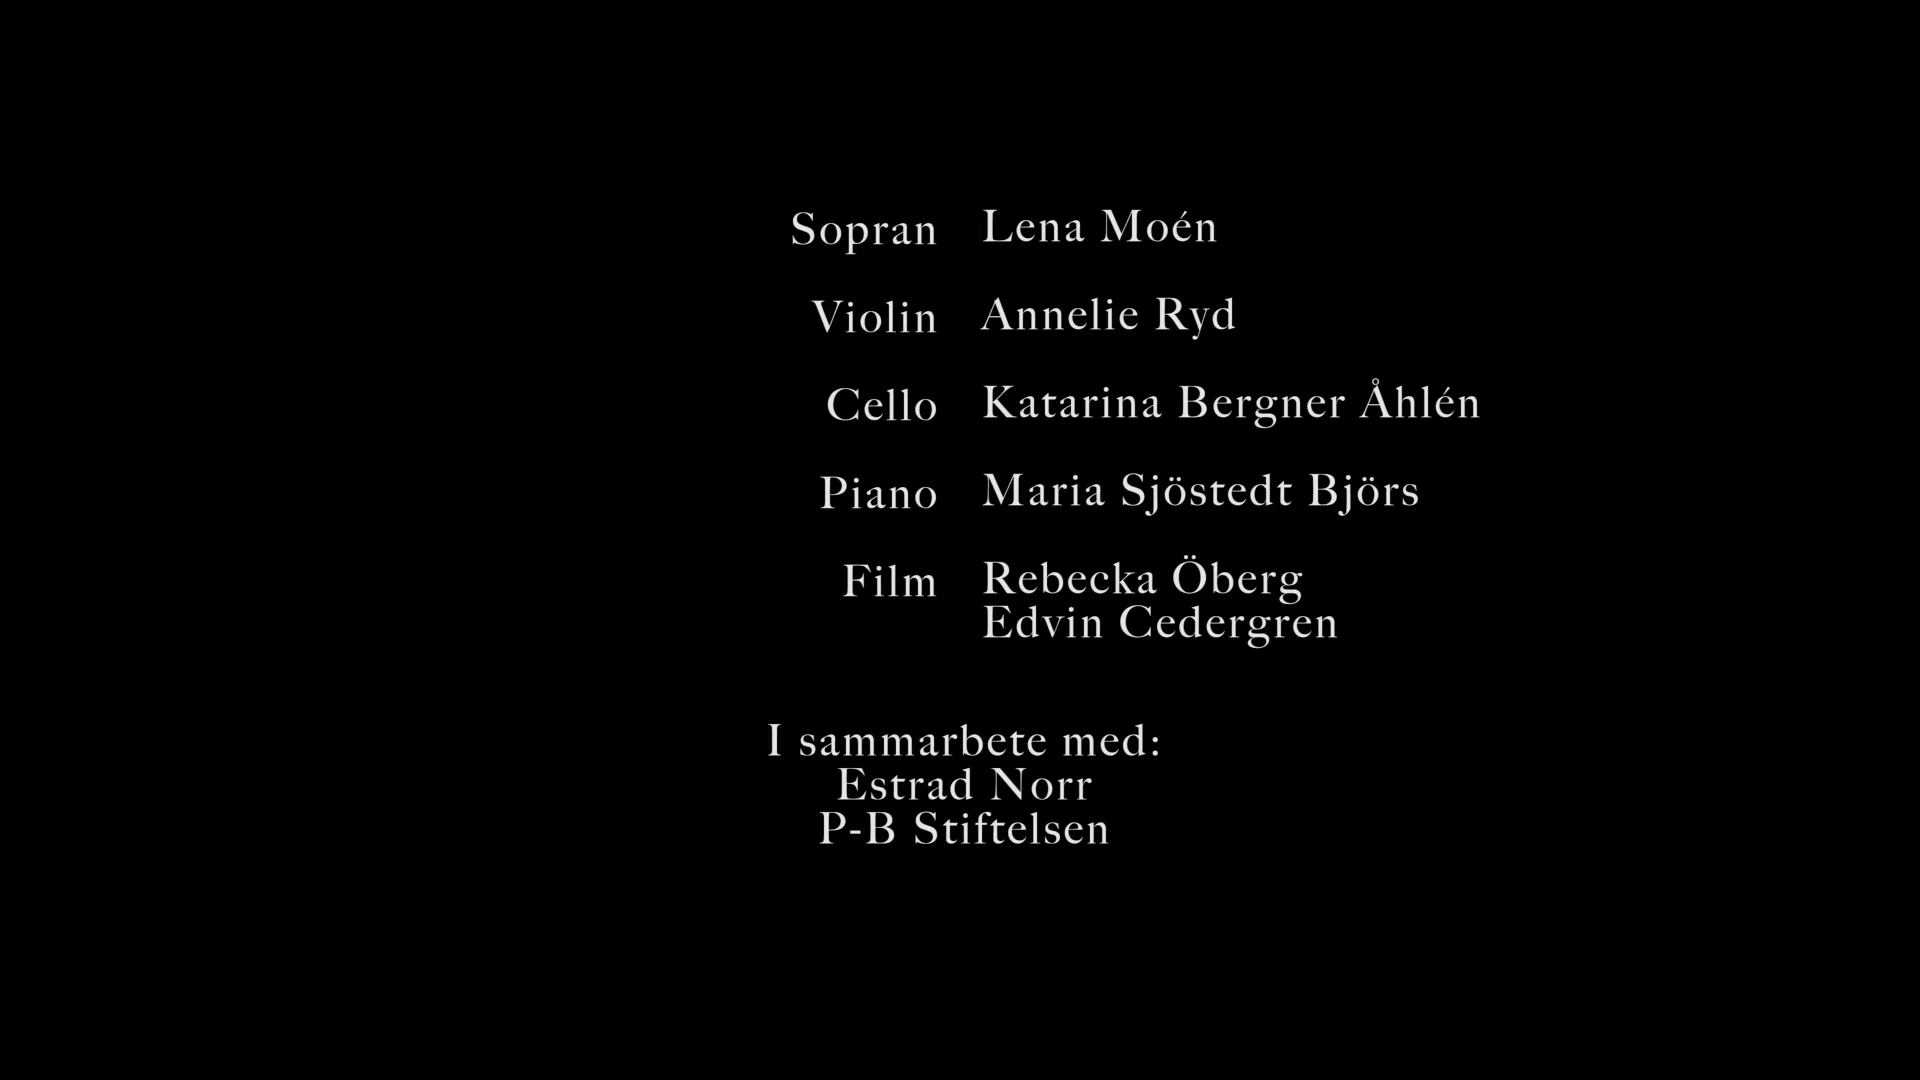 Sopran Lena Moén
Violin Annelie Ryd
Cello Katarina Bergner Åhlén
Piano Maria Sjöstedt Björs
Film Rebecka Öberg
Edvin Cedergren
I sammarbete med:
Estrad Norr
P-B Stiftelsen